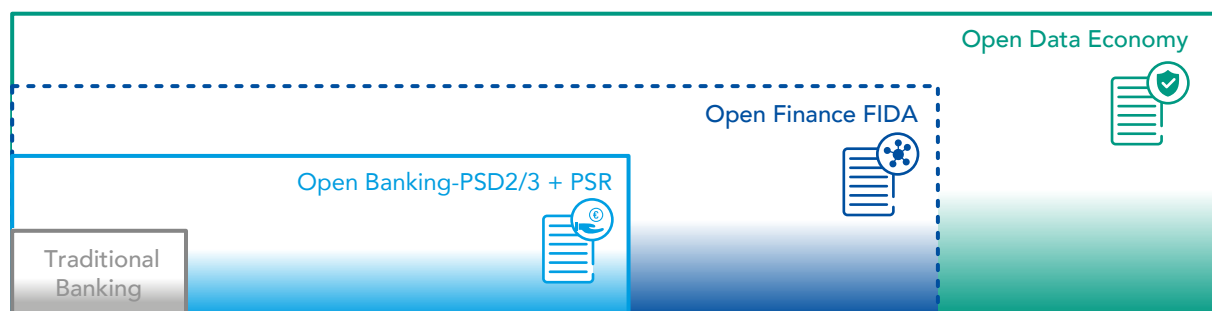 Open Data Economy
Open Finance FIDA
Open Banking-PSD2/3 + PSR
€
Traditional
Banking